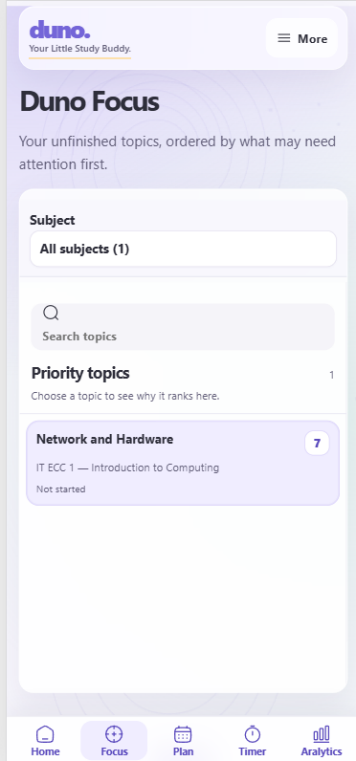 duno.
Your Little Study Buddy.
More
Duno Focus
Your unfinished topics, ordered by what may need
attention first.
Subject
All subjects (1)
Search topics
Priority topics
1
Choose a topic to see why it ranks here.
Network and Hardware
7
IT ECC 1 — Introduction to Computing
Not started
Home
Focus
Plan
Timer
Analytics